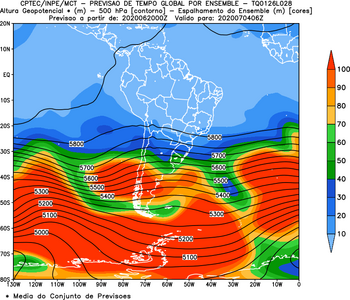 CPTEC/INPE/MCT - PREVISAO DE TEMPO GLOBAL POR ENSEMBLE - TQ0126L028
Altura Geopotencial * (m) - 500 hPa [contorno] - Espalhamento do Ensemble (m) [cores]
Previsao a partir de: 2020062000Z Valido para: 2020070406Z
20N
10N
EQ
10S
20S
30S
40S
50S
60S
70S
80S
130W 120W 110W 100W 90W 80W 70W 60W 50W 40W 30W 20W 10W 0
5800
5800
5700
5700
5600
5600
5500
5500
5400
5400
5300
5300
5200
5200
5100
5100
5000
100
90
80
70
60
50
40
30
20
10
* Media do Conjunto de Previsoes